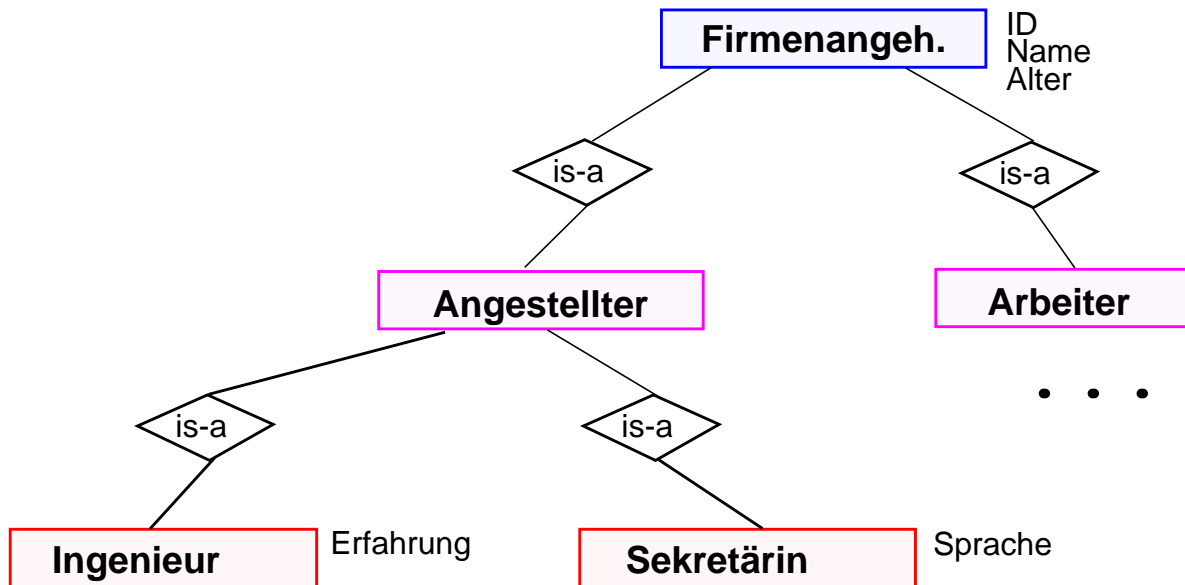 Firmenangeh.
ID
Name
Alter
is-a
is-a
Angestellter
Arbeiter
. . .
is-a
is-a
Ingenieur
Erfahrung
Sekretärin
Sprache